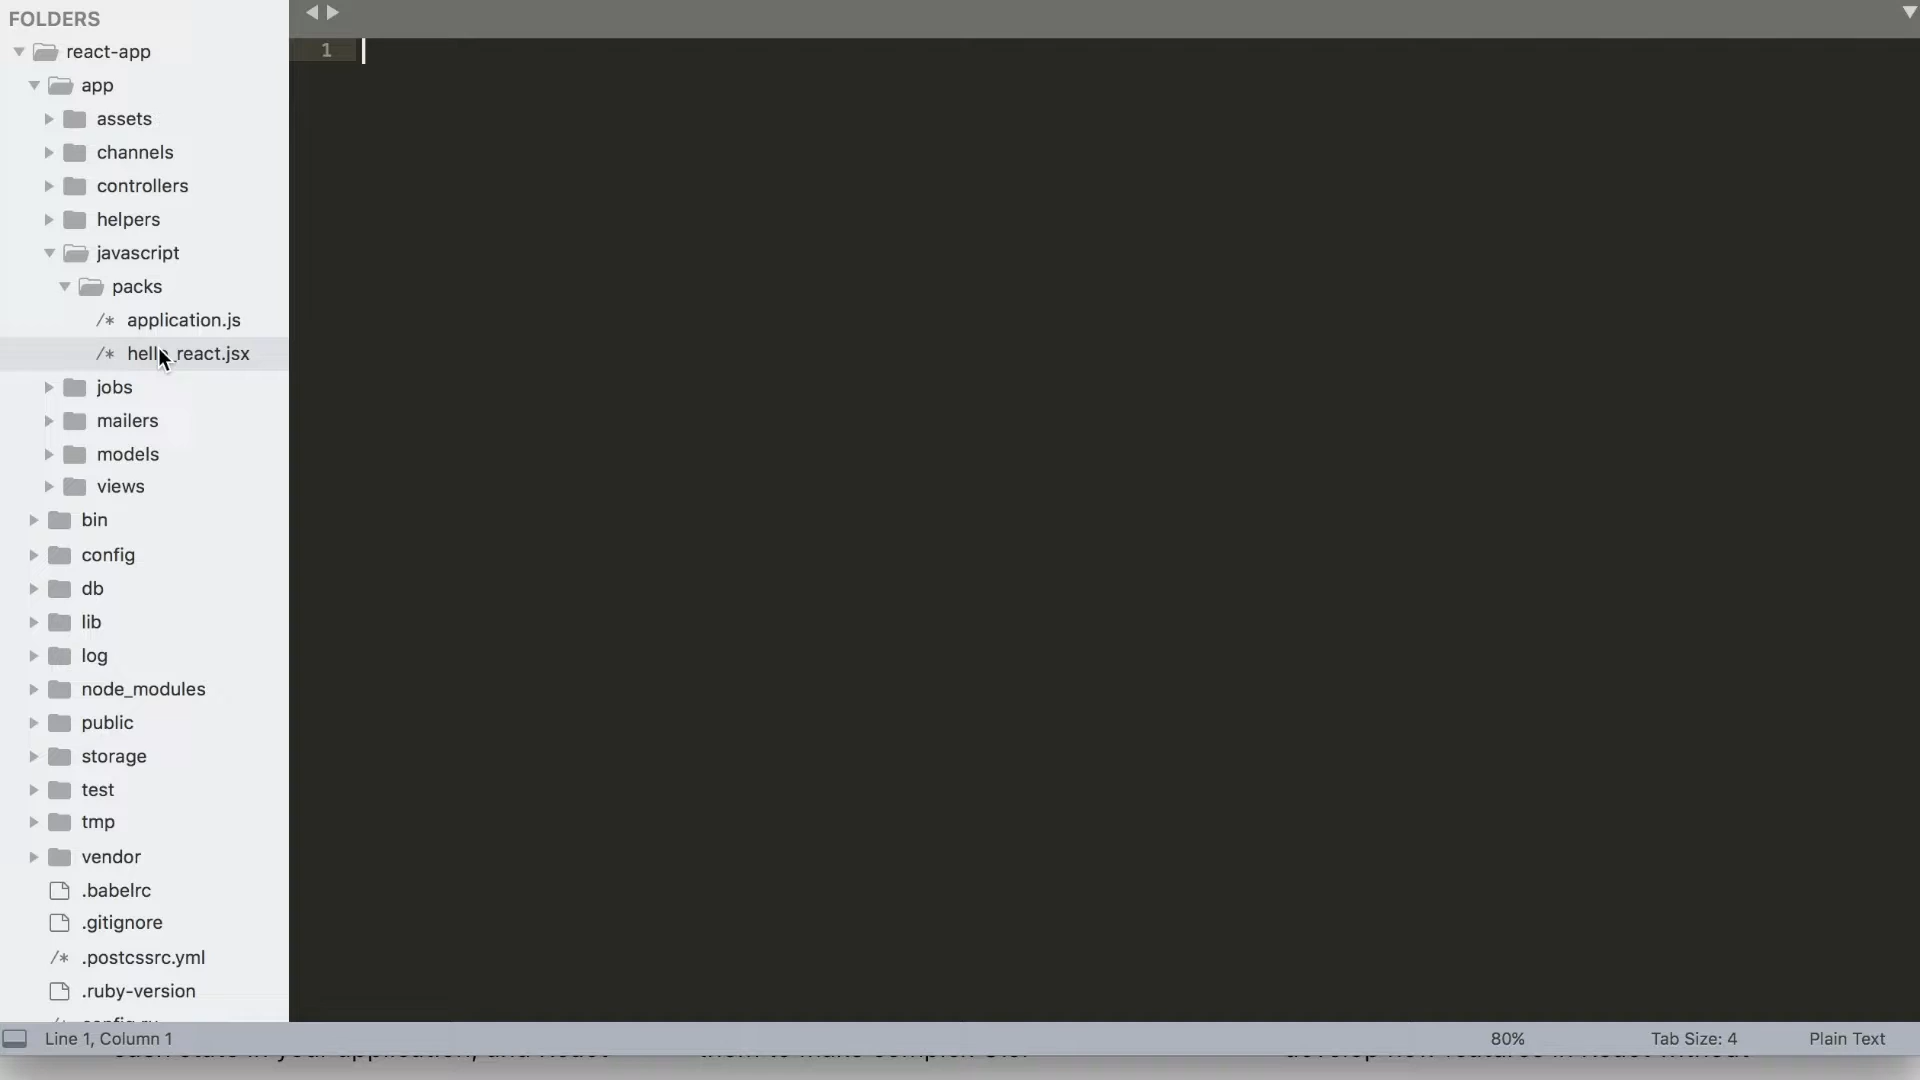 FOLDERS
react-app
app
assets
channels
controllers
helpers
javascript
packs
/* application.js
/* hello_react.jsx
jobs
mailers
models
views
bin
config
db
lib
log
node_modules
public
storage
test
tmp
vendor
.babelrc
.gitignore
/* .postcssrc.yml
.ruby-version
1
Line 1, Column 1
80%
Tab Size: 4
Plain Text